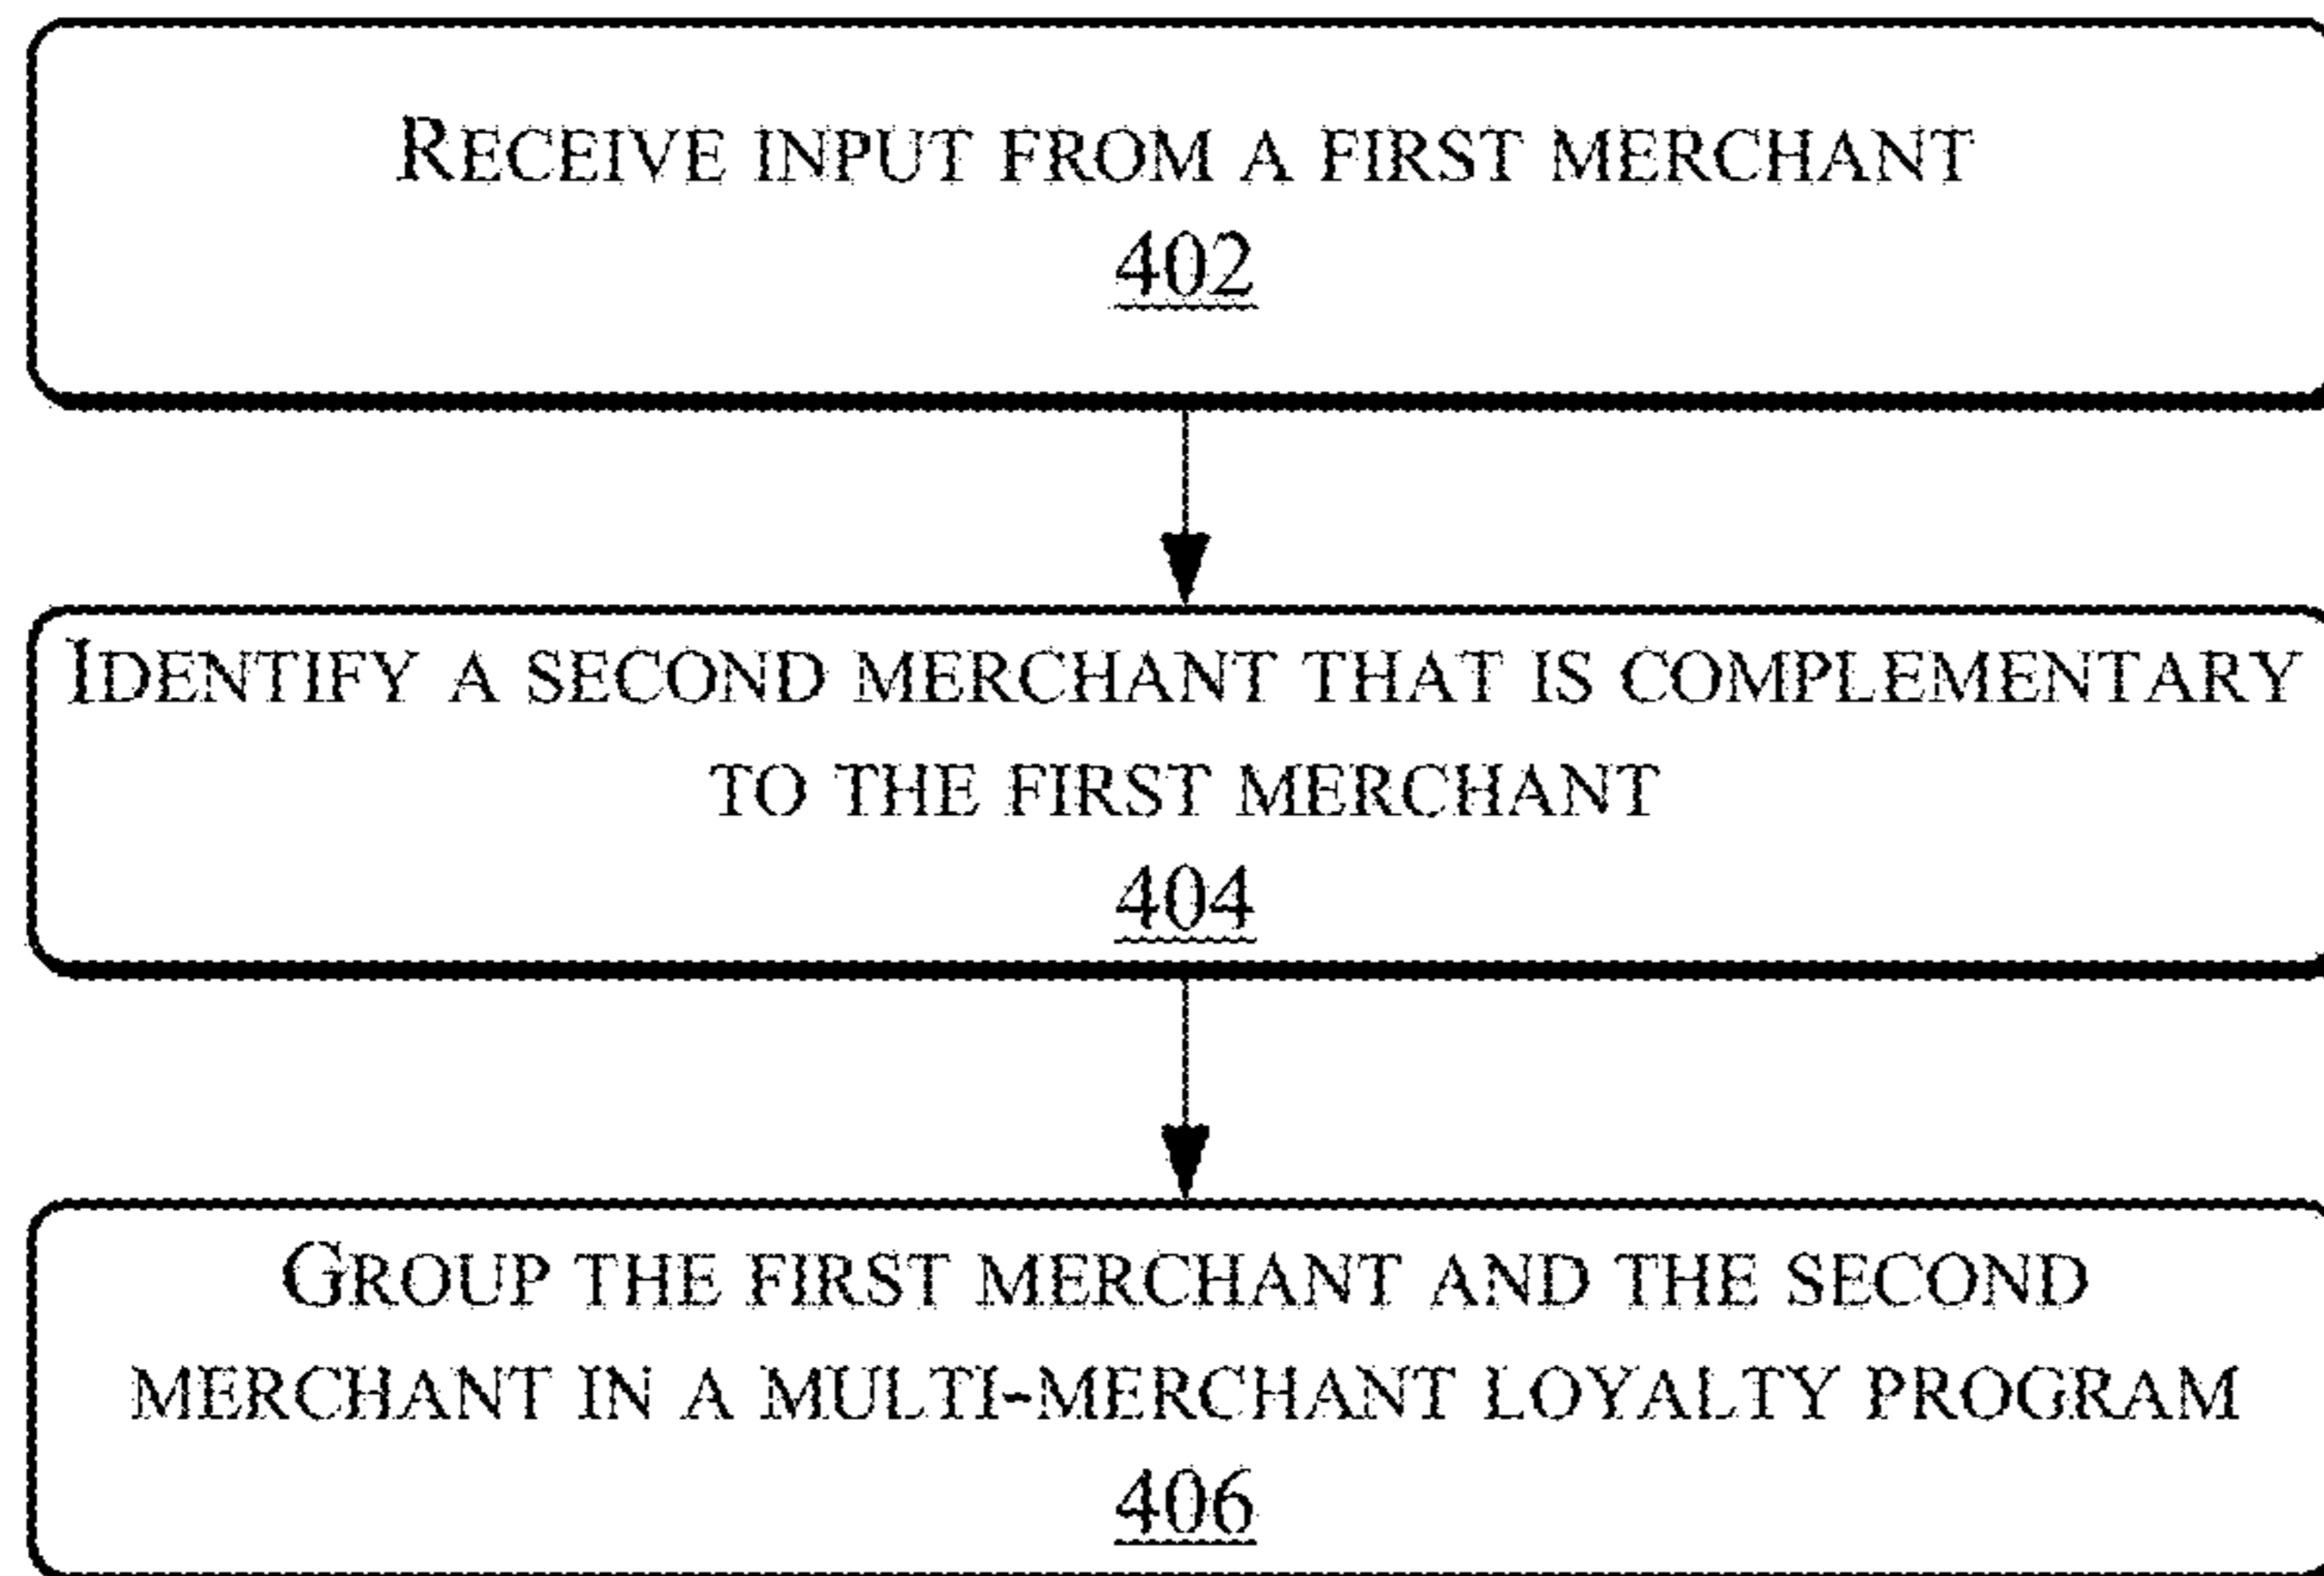 RECEIVE INPUT FROM A FIRST MERCHANT
402
IDENTIFY A SECOND MERCHANT THAT IS COMPLEMENTARY
TO THE FIRST MERCHANT
404
GROUP THE FIRST MERCHANT AND THE SECOND
MERCHANT IN A MULTI-MERCHANT LOYALTY PROGRAM
406